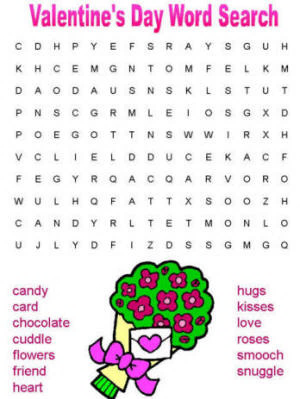 Valentine's Day Word Search
C D H P Y E F S R A Y S G U H
K H C E M G N T O M F E L K M
D A O D A U S N S K L S T U T
P N S C G R M L E I O S G X D
P O E G O T T N S W W I R X H
V C L I E L D D U C E K A C F
F E G Y R Q A C Q A R V O R O
W U L H Q F A T T X S O O Z H
C A N D Y R L T E T M O N L O
U J L Y D F I Z D S S G M G Q
candy
card
chocolate
cuddle
flowers
friend
heart
hugs
kisses
love
roses
smooch
snuggle